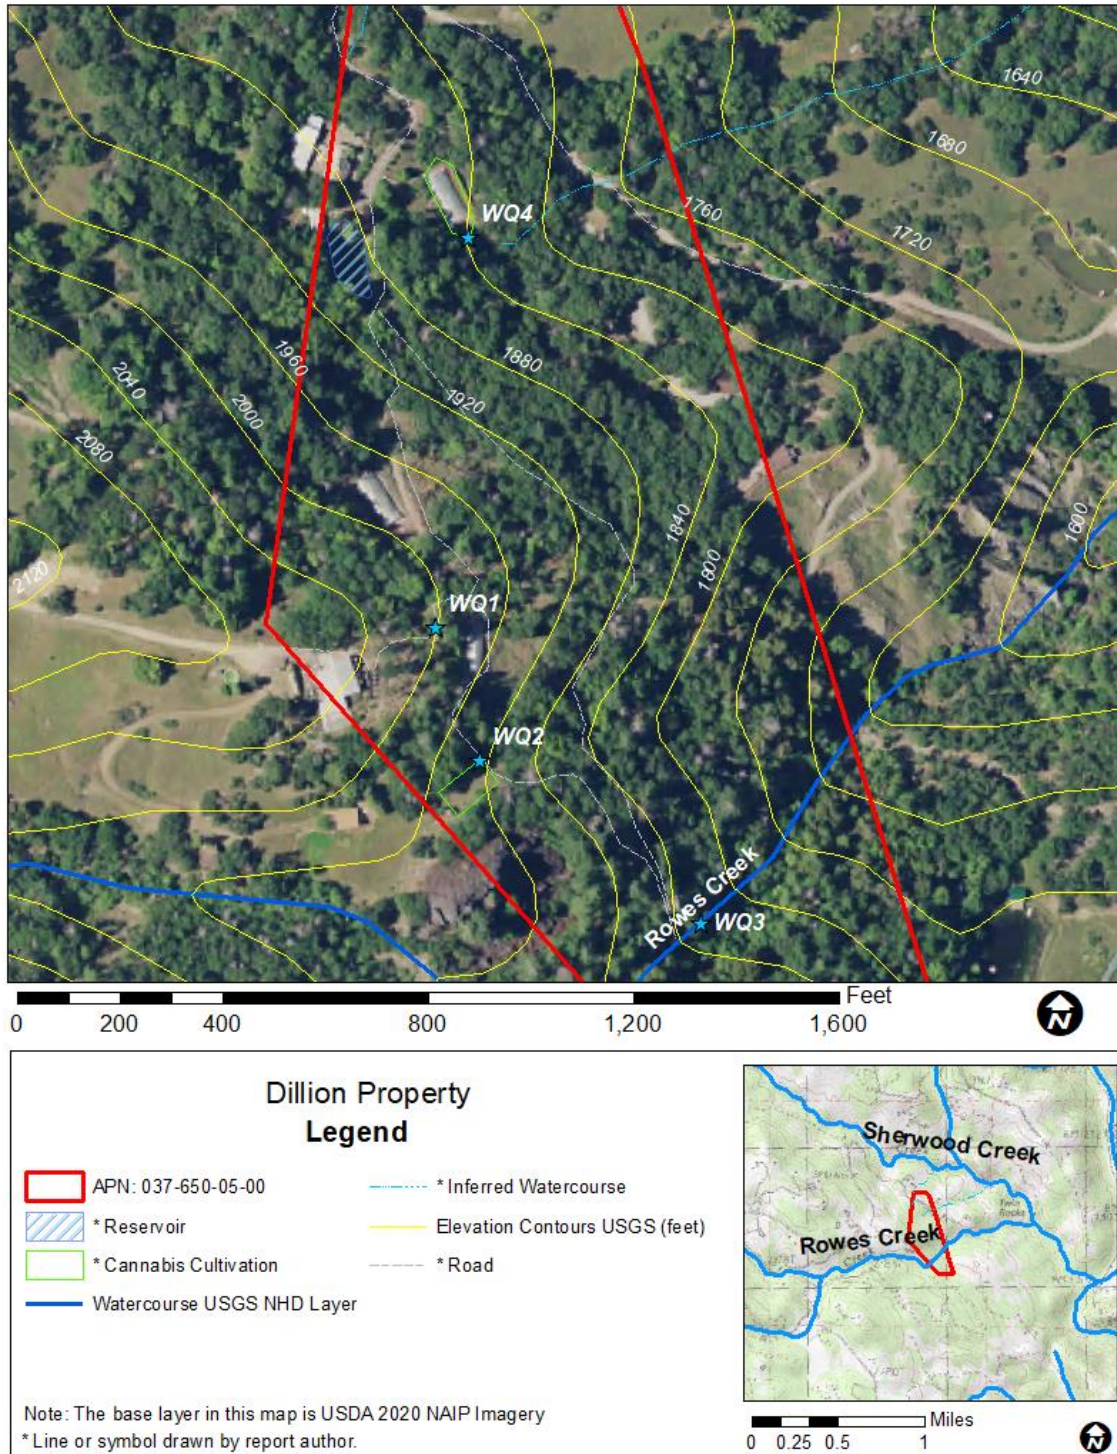 1640
1680
WQ4
1760
1720
1960
1880
2040
1920
2000
2080
1840
1600
1800
2120
WQ1
WQ2
Rowes Creek
WQ3
Feet
0 200 400 800 1,200 1,600
N
Dillion Property
Legend
APN: 037-650-05-00
* Inferred Watercourse
* Reservoir
Elevation Contours USGS (feet)
* Cannabis Cultivation
* Road
Watercourse USGS NHD Layer
Note: The base layer in this map is USDA 2020 NAIP Imagery
* Line or symbol drawn by report author.
Sherwood Creek
Rowes Creek
Miles
0 0.25 0.5 1
N